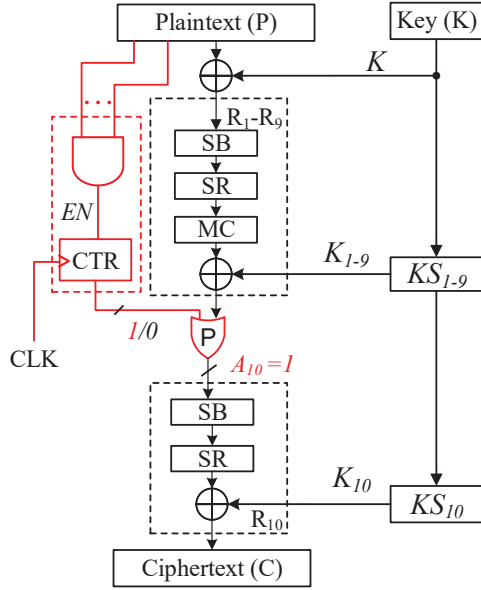 Plaintext (P)
Key (K)
K
R1-R9
...
SB
SR
EN
MC
CTR
K1-9
KS1-9
1/0
P
CLK
A10=1
SB
SR
K10
KS10
R10
Ciphertext (C)